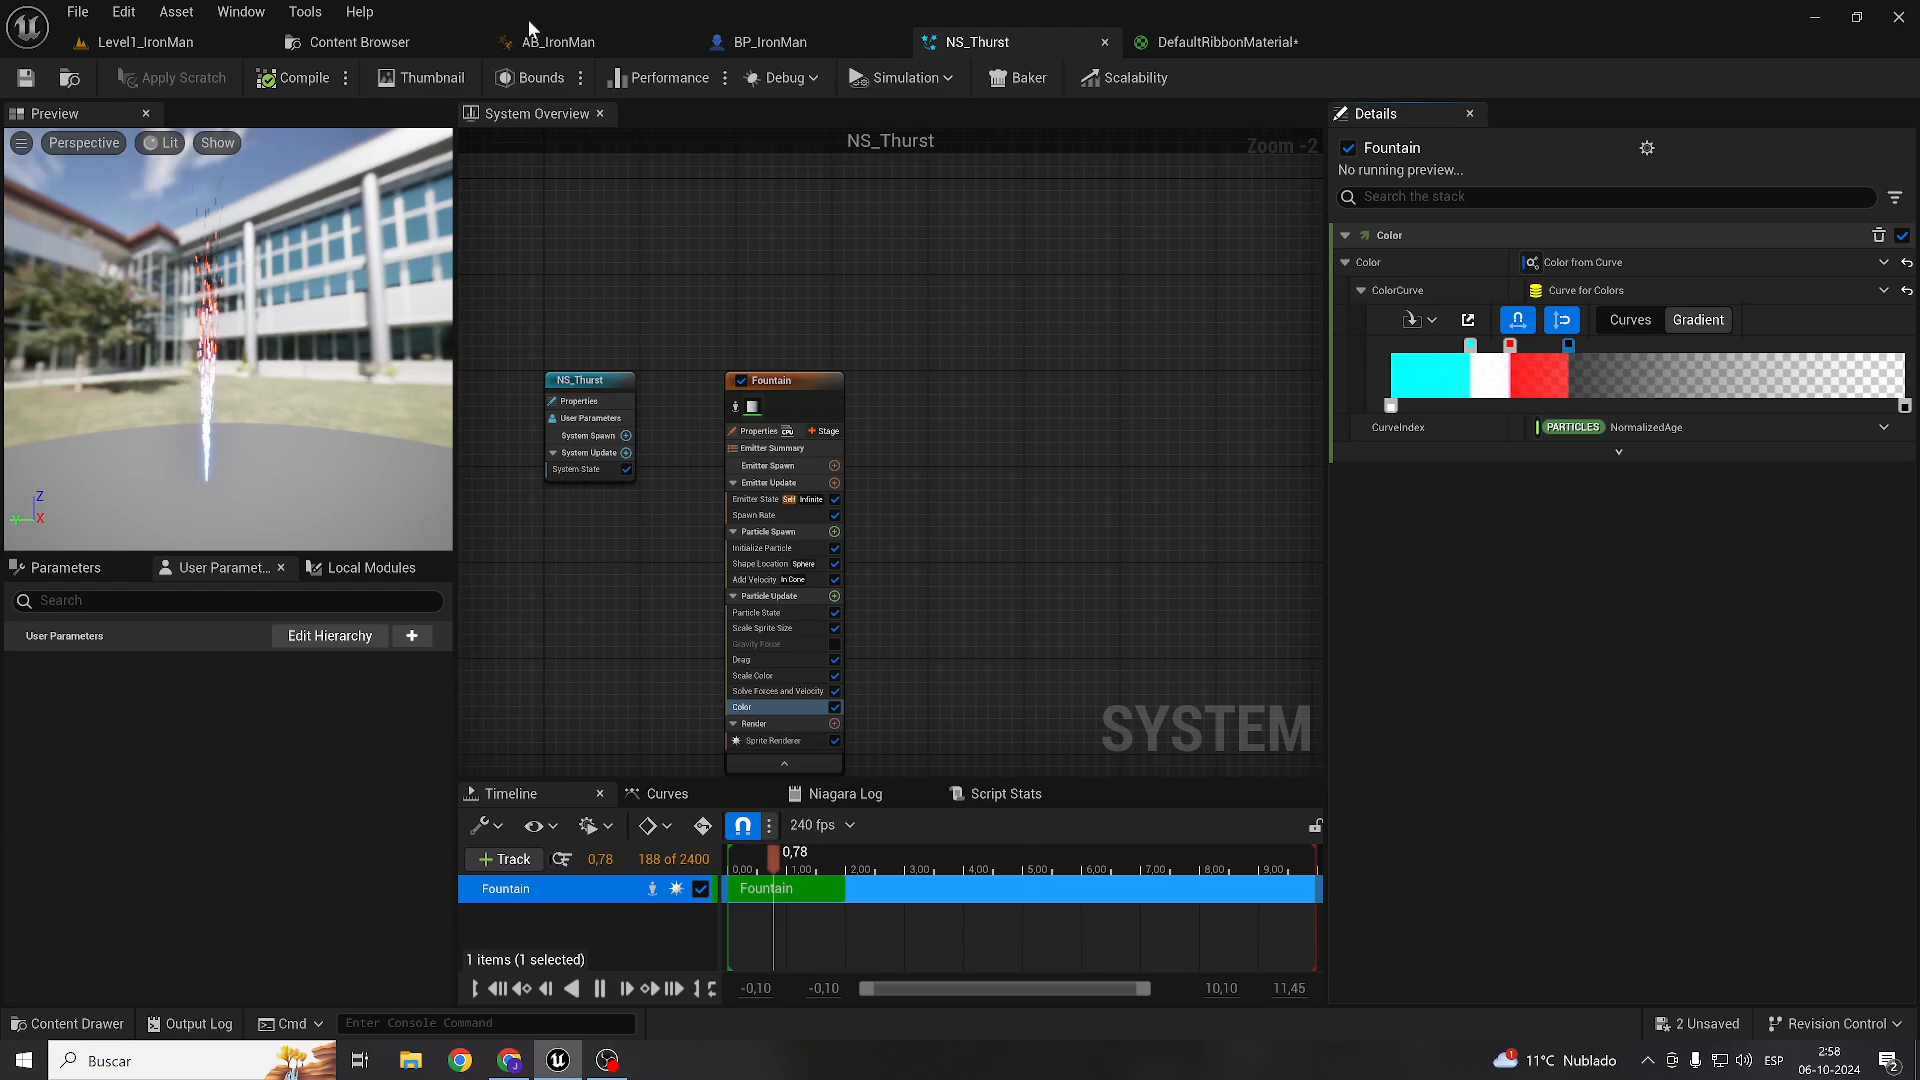 File Edit Asset Window Tools Help
Level1_IronMan Content Browser AB_IronMan BP_IronMan NS_Thurst DefaultRibbonMaterial*
Apply Scratch Compile Thumbnail Bounds Performance Debug Simulation Baker Scalability
Preview
Perspective Lit Show
Z
Y X
Parameters User Paramet... Local Modules
Search
User Parameters Edit Hierarchy
System Overview
NS_Thurst
Zoom -2
NS_Thurst
Properties
User Parameters
System Spawn
System Update
System State
Fountain
Properties CPU Stage
Emitter Summary
Emitter Spawn
Emitter Update
Emitter State Self Infinite
Spawn Rate
Particle Spawn
Initialize Particle
Shape Location Sphere
Add Velocity In Cone
Particle Update
Particle State
Scale Sprite Size
Gravity Force
Drag
Scale Color
Solve Forces and Velocity
Color
Render
Sprite Renderer
SYSTEM
Timeline Curves Niagara Log Script Stats
240 fps
Track 0,78 188 of 2400
0,78
0,00 1,00 2,00 3,00 4,00 5,00 6,00 7,00 8,00 9,00
Fountain Fountain
1 items (1 selected)
-0,10 -0,10 10,10 11,45
Details
Fountain
No running preview...
Search the stack
Color
Color Color from Curve
ColorCurve Curve for Colors
Curves Gradient
CurveIndex PARTICLES NormalizedAge
Content Drawer Output Log Cmd Enter Console Command 2 Unsaved Revision Control
Buscar 1 11°C Nublado ESP 2:58
06-10-2024 2